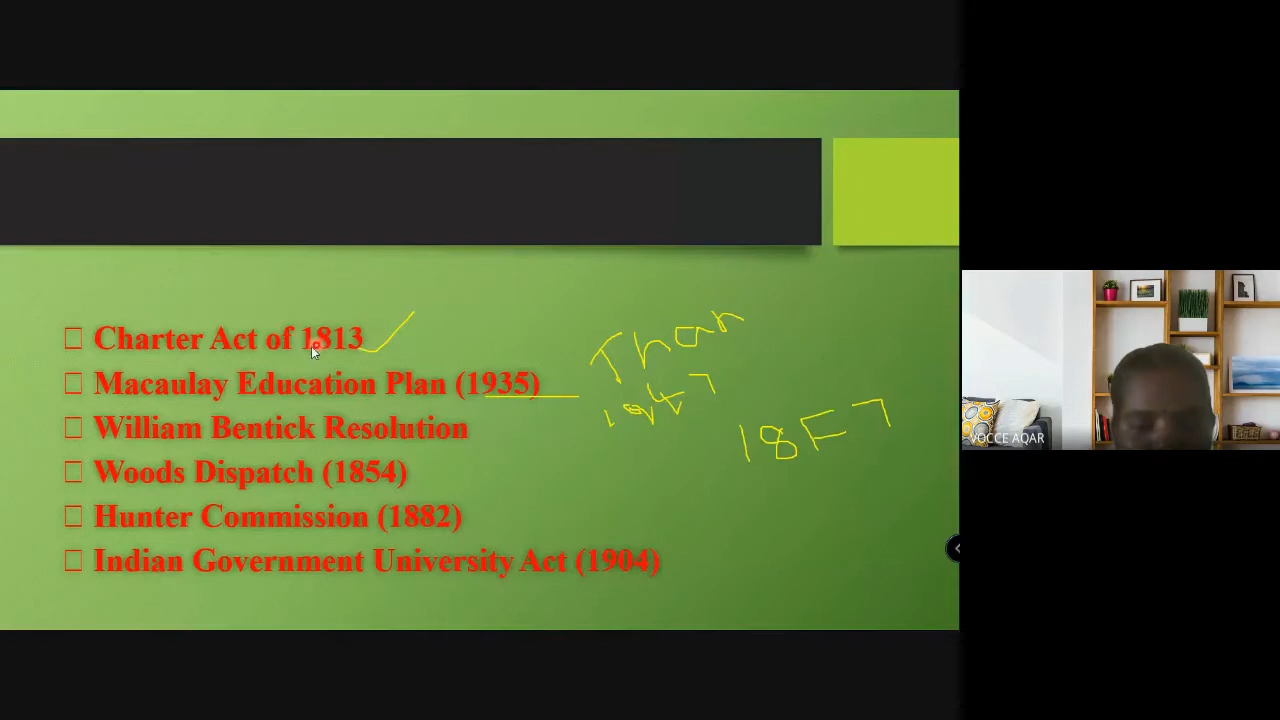 Charter Act of 1813
Macaulay Education Plan (1935)
William Bentick Resolution
Woods Dispatch (1854)
Hunter Commission (1882)
Indian Government University Act (1904)
Than
1947
1857
VOCCE AQAR